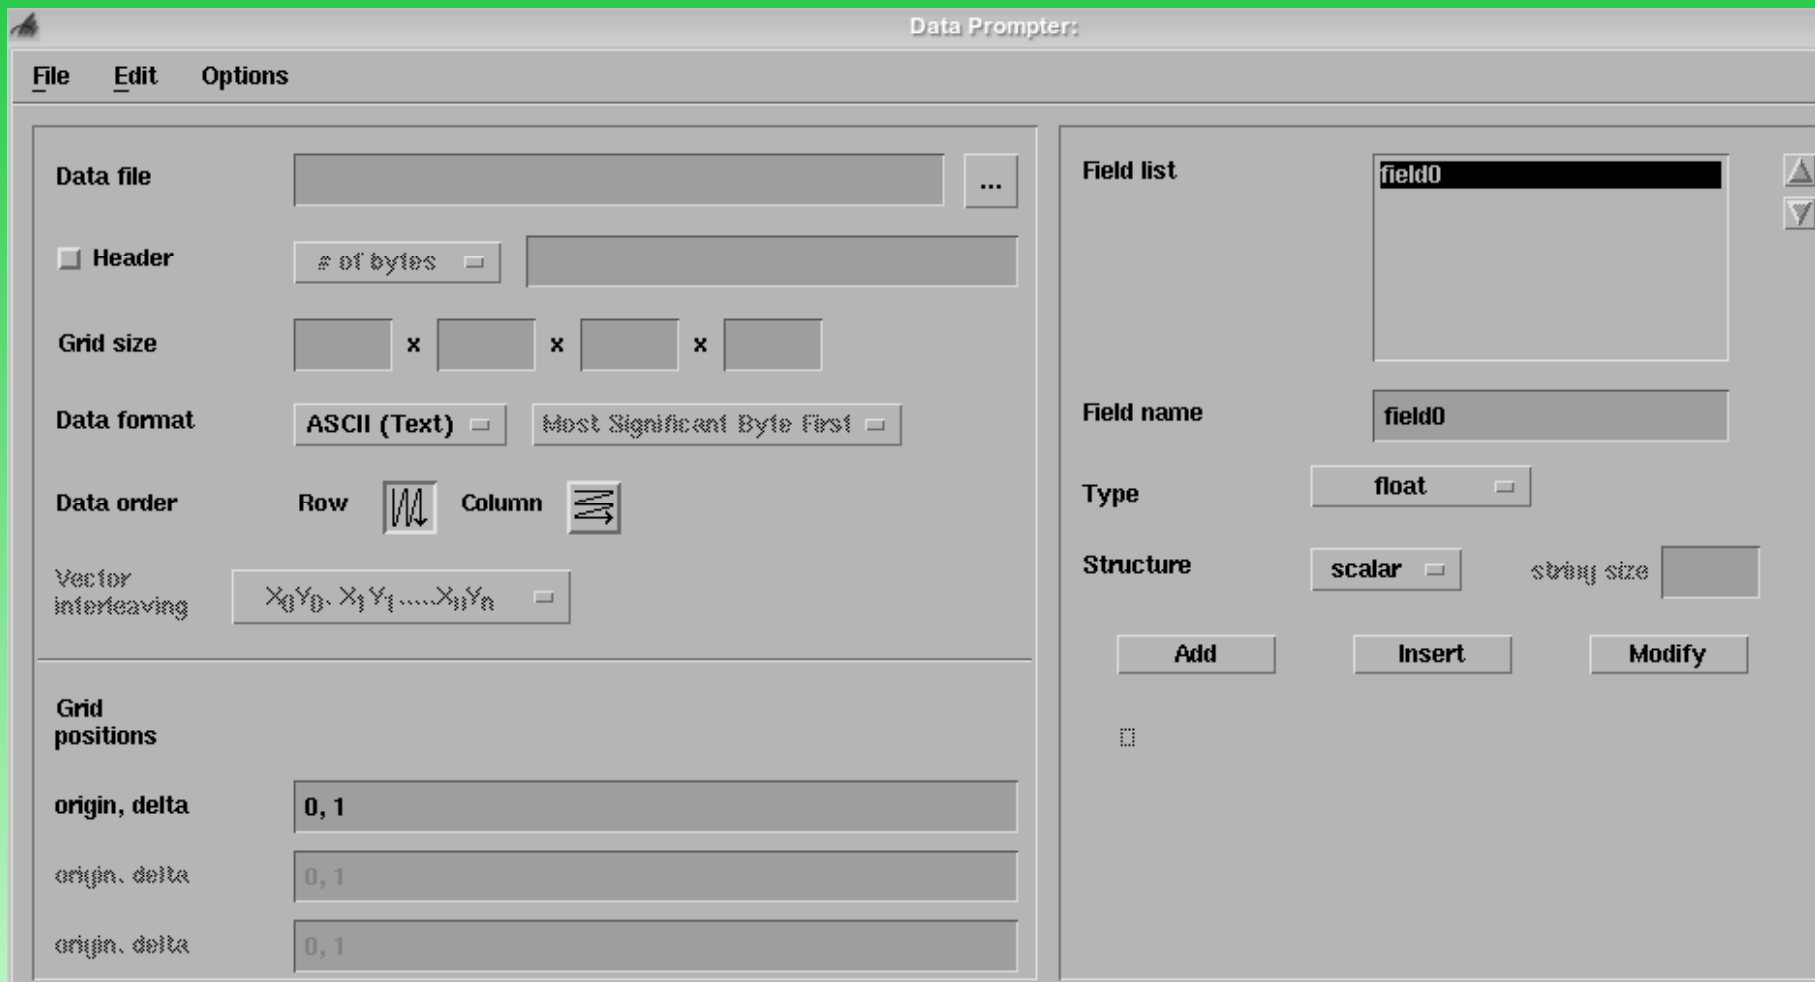 Data Prompter:
File Edit Options
Data file ...
Header # of bytes
Grid size x x x
Data format ASCII (Text) Most Significant Byte First
Data order Row Column
Vector
interleaving X0Y0, X1Y1.....XnYn
Grid
positions
origin, delta 0, 1
origin, delta 0, 1
origin, delta 0, 1
Field list field0
Field name field0
Type float
Structure scalar string size
Add Insert Modify